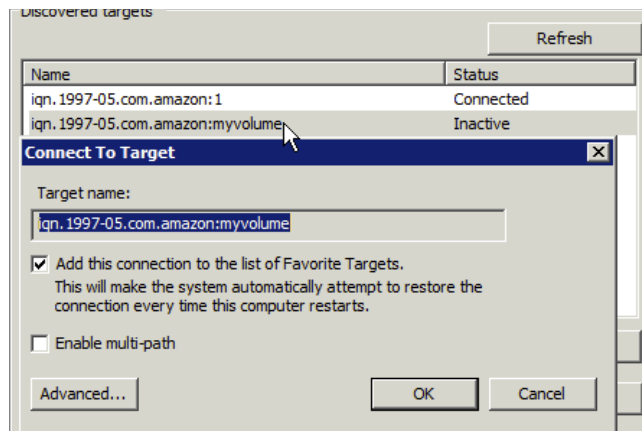 Discovered targets
Refresh
Name Status
iqn.1997-05.com.amazon:1 Connected
iqn.1997-05.com.amazon:myvolume Inactive
Connect To Target
Target name:
iqn.1997-05.com.amazon:myvolume
Add this connection to the list of Favorite Targets.
This will make the system automatically attempt to restore the
connection every time this computer restarts.
Enable multi-path
Advanced... OK Cancel